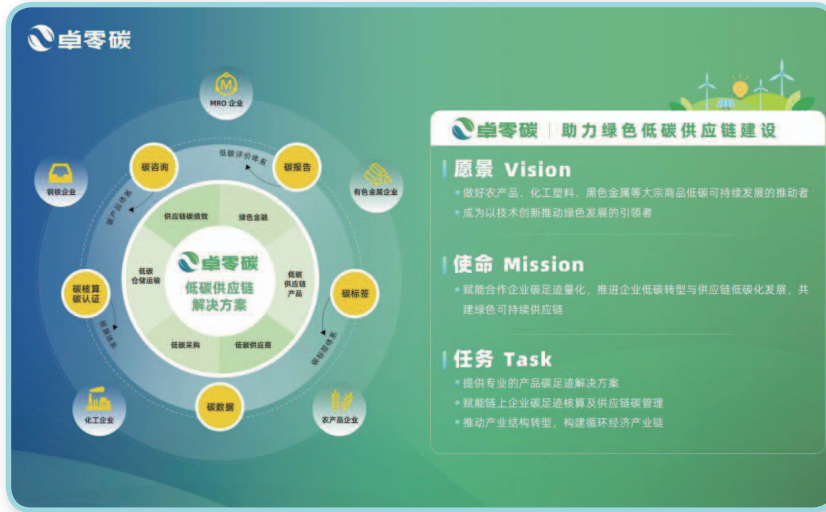 卓零碳
MRO 企业
钢铁企业
有色金属企业
化工企业
农产品企业
碳咨询
碳报告
碳核算
碳认证
碳标签
碳数据
低碳评价体系
碳产品体系
碳标签体系
供应链碳绩效
绿色金融
低碳
仓储运输
低碳
供应链
产品
低碳采购
低碳供应商
卓零碳
低碳供应链
解决方案
卓零碳 | 助力绿色低碳供应链建设
愿景 Vision
做好农产品、化工塑料、黑色金属等大宗商品低碳可持续发展的推动者
成为以技术创新推动绿色发展的引领者
使命 Mission
赋能合作企业碳足迹量化，推进企业低碳转型与供应链低碳化发展，共
建绿色可持续供应链
任务 Task
提供专业的产品碳足迹解决方案
赋能链上企业碳足迹核算及供应链碳管理
推动产业结构转型，构建循环经济产业链